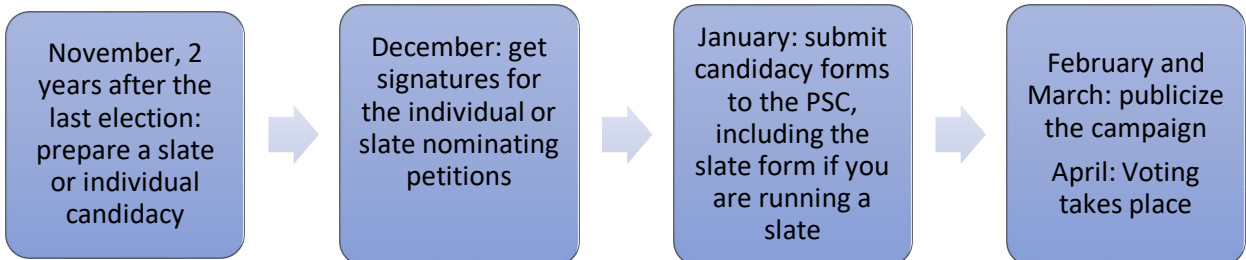 November, 2
years after the
last election:
prepare a slate
or individual
candidacy
December: get
signatures for
the individual or
slate nominating
petitions
January: submit
candidacy forms
to the PSC,
including the
slate form if you
are running a
slate
February and
March: publicize
the campaign
April: Voting
takes place